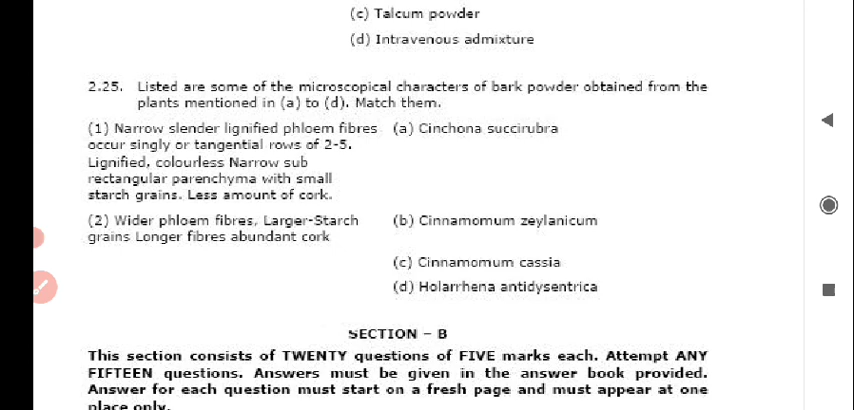 (c) Talcum powder
(d) Intravenous admixture
2.25. Listed are some of the microscopical characters of bark powder obtained from the
plants mentioned in (a) to (d). Match them.
(1) Narrow slender lignified phloem fibres (a) Cinchona succirubra
occur singly or tangential rows of 2-5.
Lignified, colourless Narrow sub
rectangular parenchyma with small
starch grains. Less amount of cork.
(2) Wider phloem fibres, Larger-Starch (b) Cinnamomum zeylanicum
grains Longer fibres abundant cork
(c) Cinnamomum cassia
(d) Holarrhena antidysentrica
SECTION – B
This section consists of TWENTY questions of FIVE marks each. Attempt ANY
FIFTEEN questions. Answers must be given in the answer book provided.
Answer for each question must start on a fresh page and must appear at one
place only.